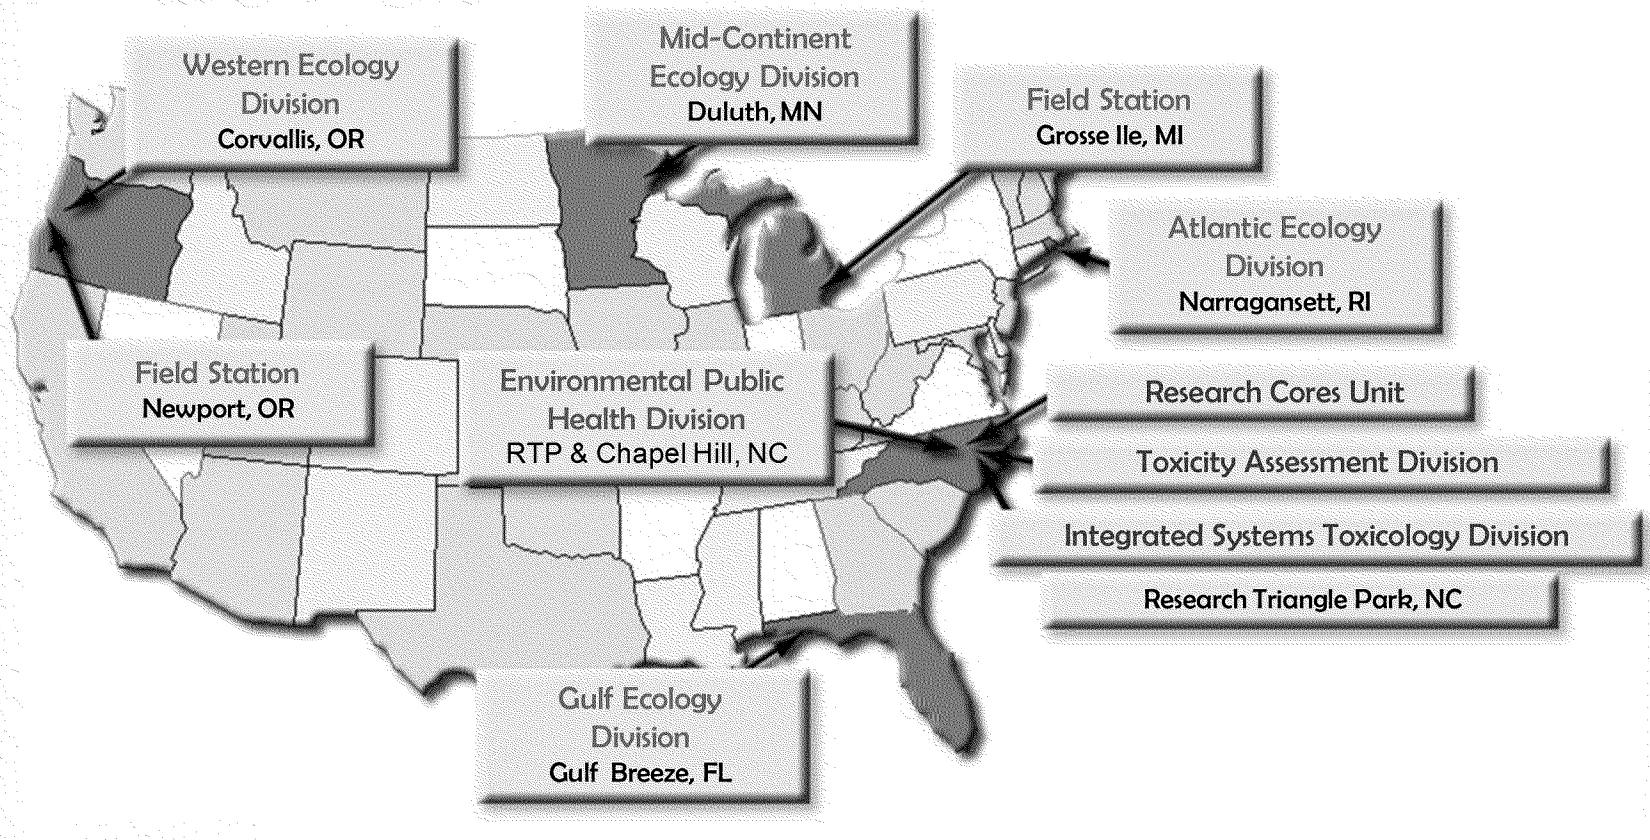 Western Ecology
Division
Corvallis, OR
Mid-Continent
Ecology Division
Duluth, MN
Field Station
Grosse Ile, MI
Atlantic Ecology
Division
Narragansett, RI
Field Station
Newport, OR
Environmental Public
Health Division
RTP & Chapel Hill, NC
Research Cores Unit
Toxicity Assessment Division
Integrated Systems Toxicology Division
Research Triangle Park, NC
Gulf Ecology
Division
Gulf Breeze, FL